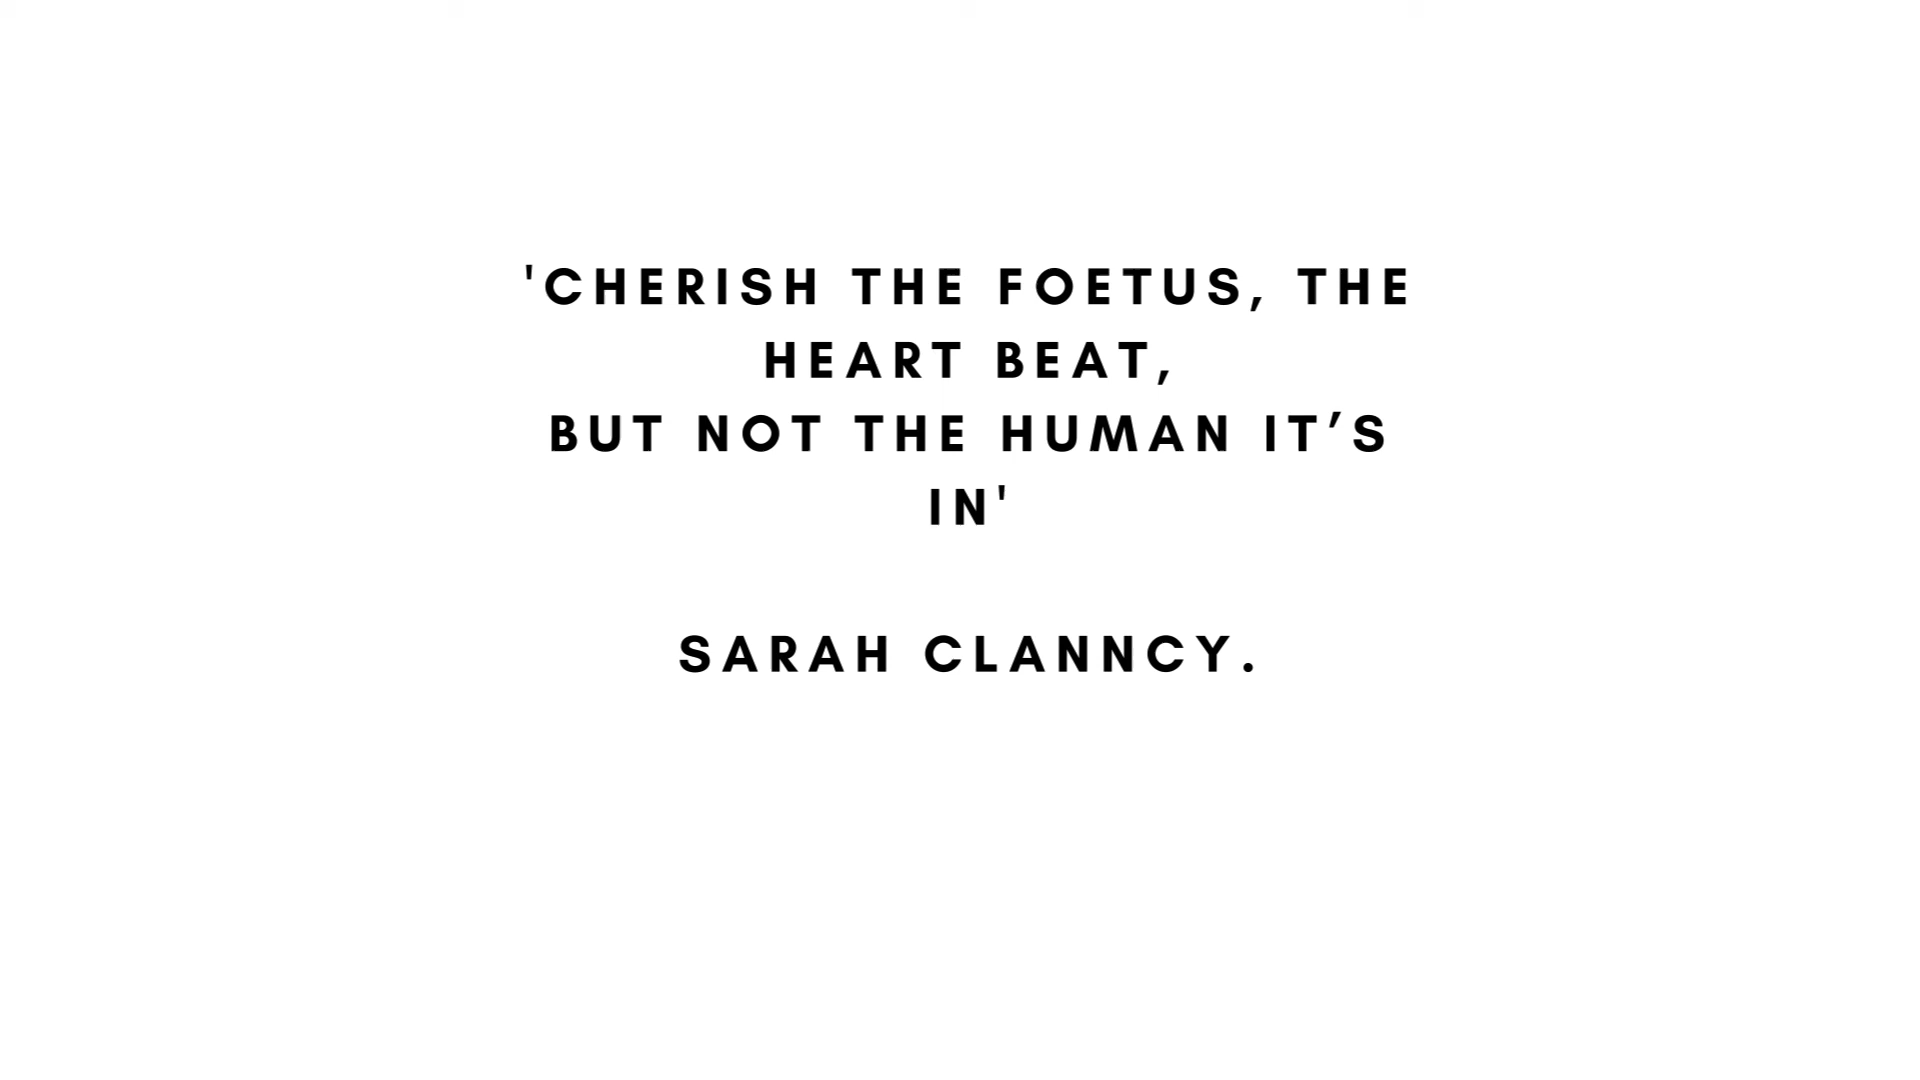 'CHERISH THE FOETUS, THE
HEART BEAT,
BUT NOT THE HUMAN IT’S
IN'
SARAH CLANNCY.